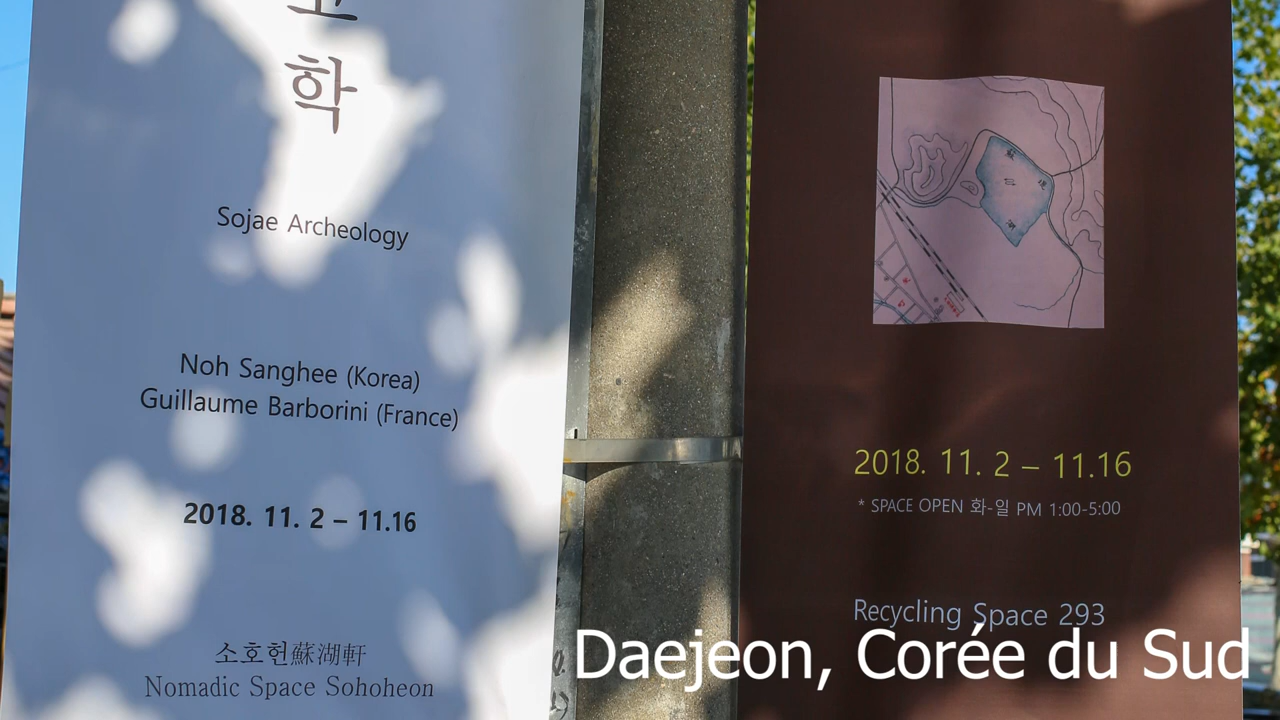 고
학
Sojae Archeology
Noh Sanghee (Korea)
Guillaume Barborini (France)
2018. 11. 2 – 11.16
소호헌蘇湖軒
Nomadic Space Sohoheon
2018. 11. 2 – 11.16
* SPACE OPEN 화-일 PM 1:00-5:00
Recycling Space 293
Daejeon, Corée du Sud